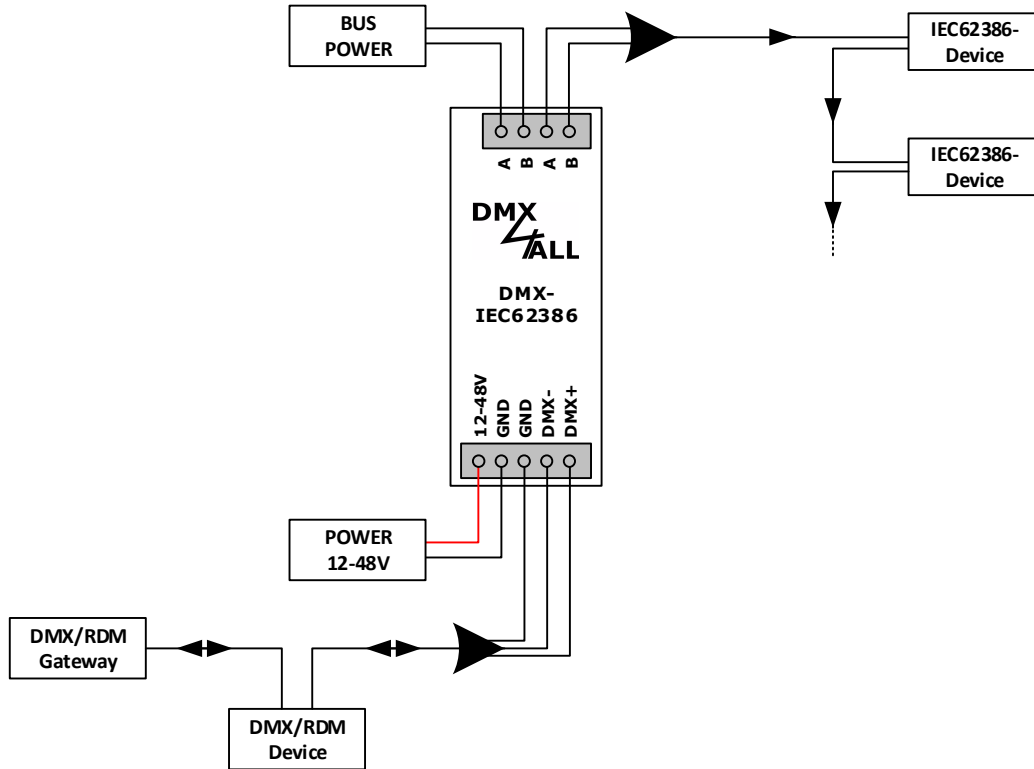 BUS
POWER
IEC62386-
Device
IEC62386-
Device
A
B
A
B
DMX
4
ALL
DMX-
IEC62386
12-48V
GND
GND
DMX-
DMX+
POWER
12-48V
DMX/RDM
Gateway
DMX/RDM
Device